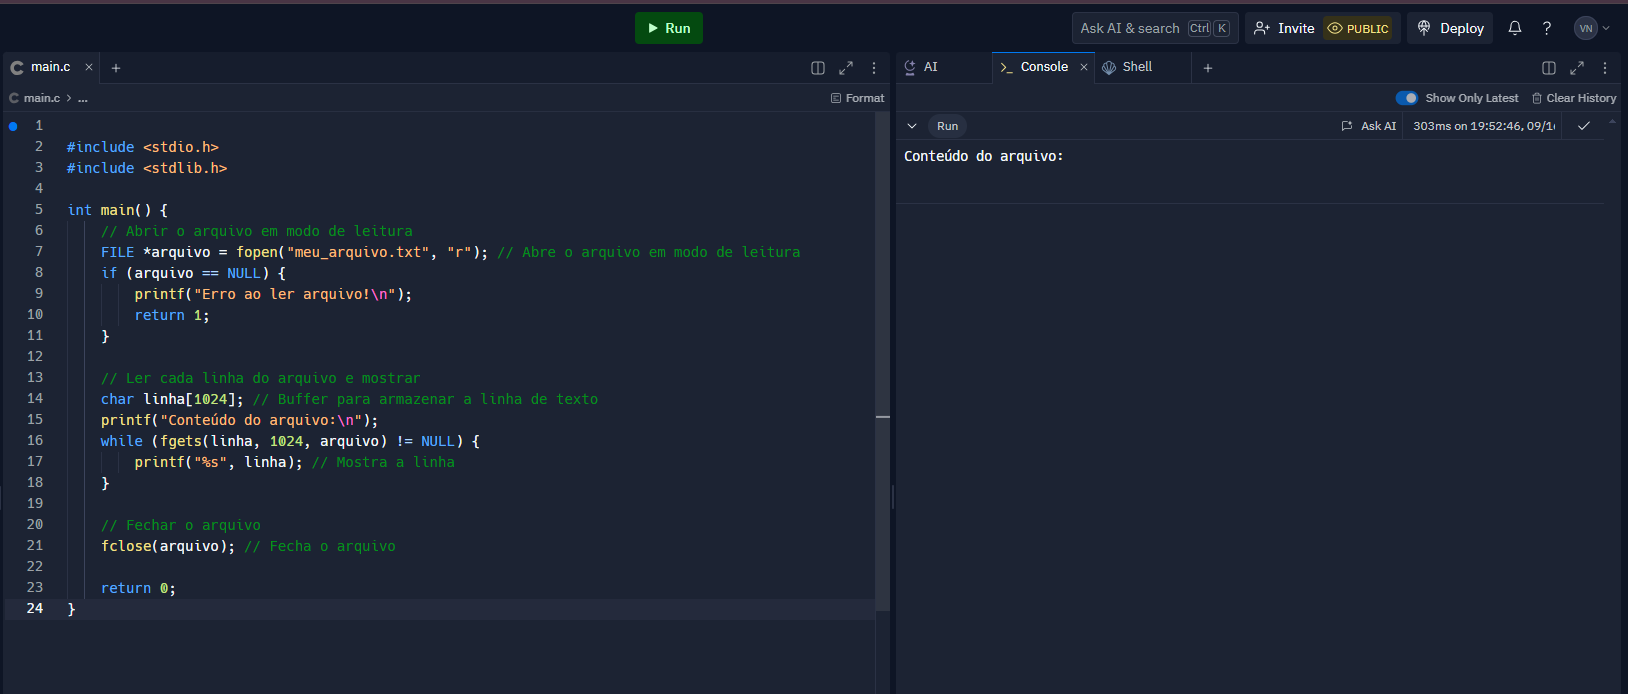 Run
Ask AI & search Ctrl K
Invite PUBLIC
Deploy
?
VN
main.c × +
main.c > ...
Format
1
2 #include <stdio.h>
3 #include <stdlib.h>
4
5 int main() {
6 // Abrir o arquivo em modo de leitura
7 FILE *arquivo = fopen("meu_arquivo.txt", "r"); // Abre o arquivo em modo de leitura
8 if (arquivo == NULL) {
9 printf("Erro ao ler arquivo!\n");
10 return 1;
11 }
12
13 // Ler cada linha do arquivo e mostrar
14 char linha[1024]; // Buffer para armazenar a linha de texto
15 printf("Conteúdo do arquivo:\n");
16 while (fgets(linha, 1024, arquivo) != NULL) {
17 printf("%s", linha); // Mostra a linha
18 }
19
20 // Fechar o arquivo
21 fclose(arquivo); // Fecha o arquivo
22
23 return 0;
24 }
AI
>_ Console ×
Shell
+
Show Only Latest
Clear History
Run
Ask AI
303ms on 19:52:46, 09/1
Conteúdo do arquivo: